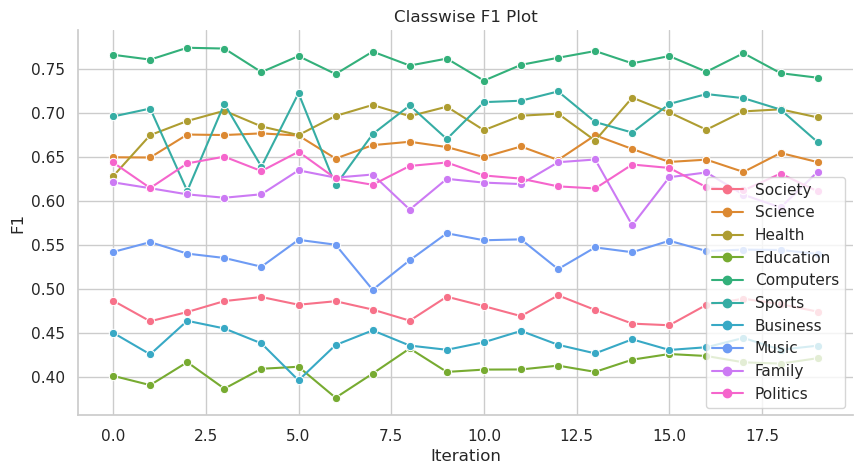 Classwise F1 Plot
F1
0.75
0.70
0.65
0.60
0.55
0.50
0.45
0.40
Society
Science
Health
Education
Computers
Sports
Business
Music
Family
Politics
0.0 2.5 5.0 7.5 10.0 12.5 15.0 17.5
Iteration